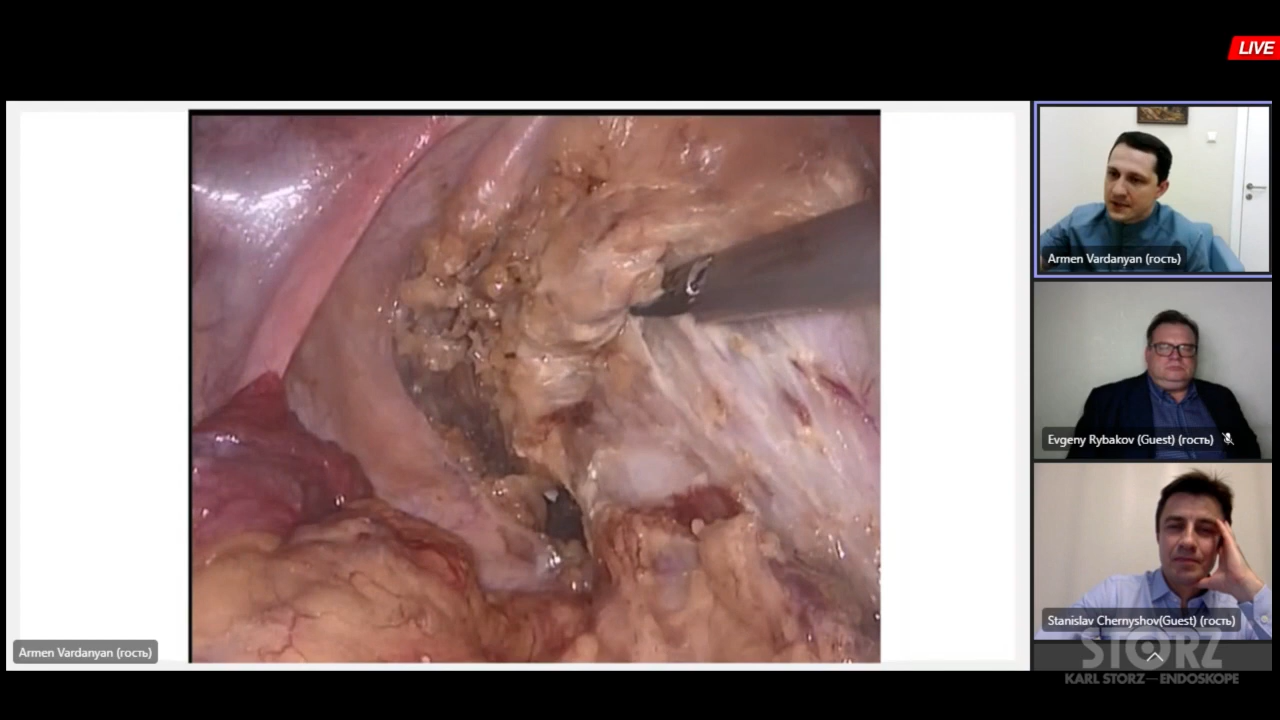 LIVE
Armen Vardanyan (гость)
Evgeny Rybakov (Guest) (гость)
Stanislav Chernyshov(Guest) (гость)
Armen Vardanyan (гость)
STORZ
KARL STORZ—ENDOSKOPE